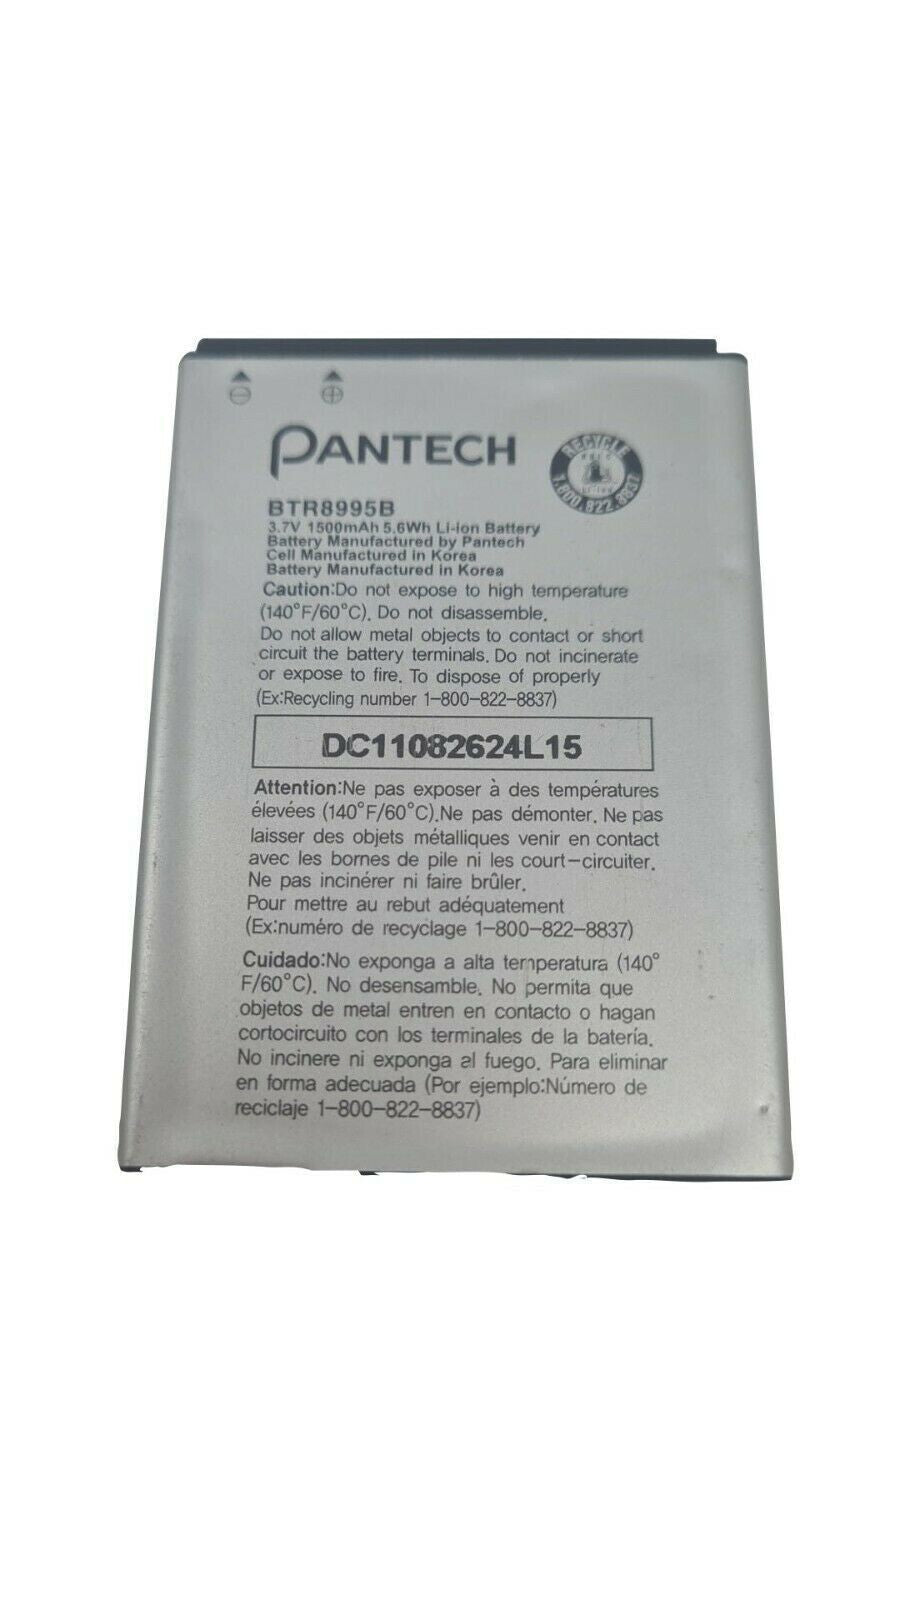 PANTECH
RECYCLE
1.800.822.8837
BTR8995B
3.7V 1500mAh 5.6Wh Li-ion Battery
Battery Manufactured by Pantech
Cell Manufactured in Korea
Battery Manufactured in Korea
Caution:Do not expose to high temperature
(140°F/60°C). Do not disassemble.
Do not allow metal objects to contact or short
circuit the battery terminals. Do not incinerate
or expose to fire. To dispose of properly
(Ex:Recycling number 1-800-822-8837)
DC11082624L15
Attention:Ne pas exposer à des températures
élevées (140°F/60°C).Ne pas démonter. Ne pas
laisser des objets métalliques venir en contact
avec les bornes de pile ni les court-circuiter.
Ne pas incinérer ni faire brûler.
Pour mettre au rebut adéquatement
(Ex:numéro de recyclage 1-800-822-8837)
Cuidado:No exponga a alta temperatura (140°
F/60°C). No desensamble. No permita que
objetos de metal entren en contacto o hagan
cortocircuito con los terminales de la batería.
No incinere ni exponga al fuego. Para eliminar
en forma adecuada (Por ejemplo:Número de
reciclaje 1-800-822-8837)